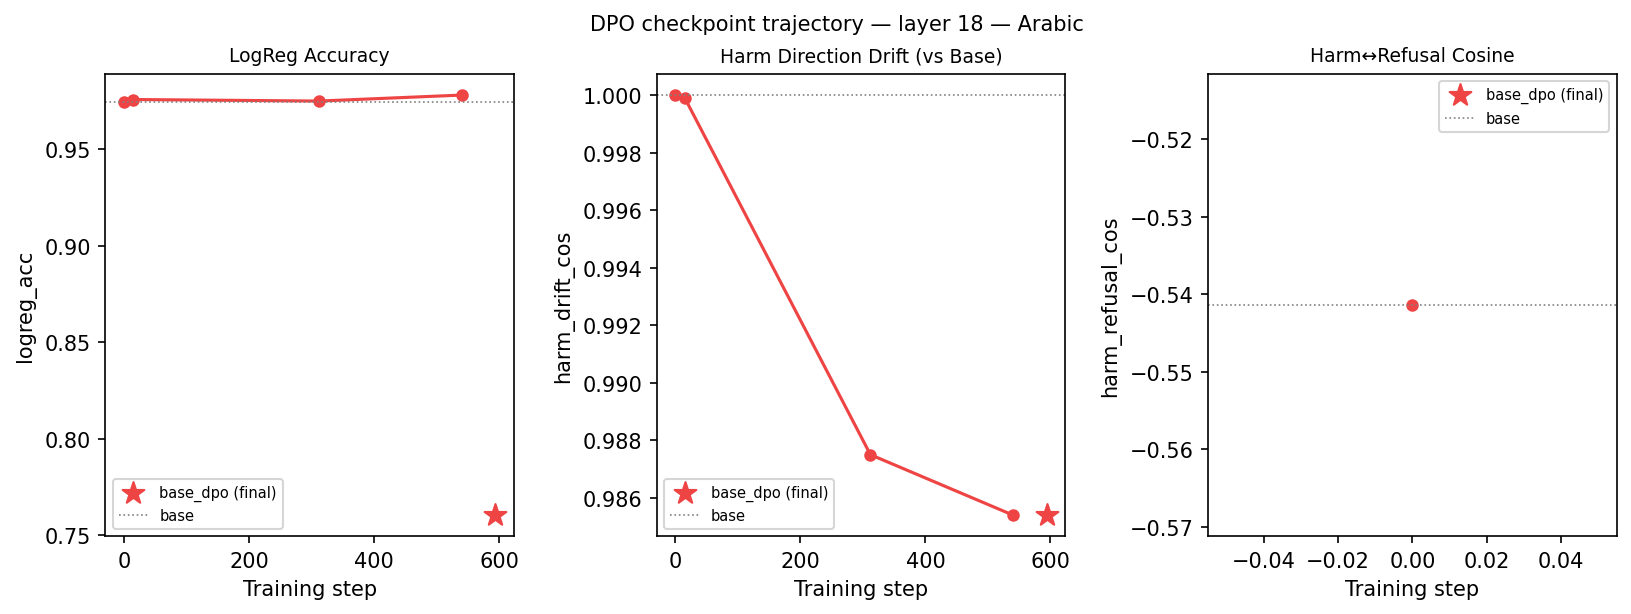 DPO checkpoint trajectory — layer 18 — Arabic
LogReg Accuracy
logreg_acc
0.95
0.90
0.85
0.80
0.75
0 200 400 600
Training step
base_dpo (final)
base
Harm Direction Drift (vs Base)
harm_drift_cos
1.000
0.998
0.996
0.994
0.992
0.990
0.988
0.986
0 200 400 600
Training step
base_dpo (final)
base
Harm↔Refusal Cosine
harm_refusal_cos
−0.52
−0.53
−0.54
−0.55
−0.56
−0.57
−0.04 −0.02 0.00 0.02 0.04
Training step
base_dpo (final)
base